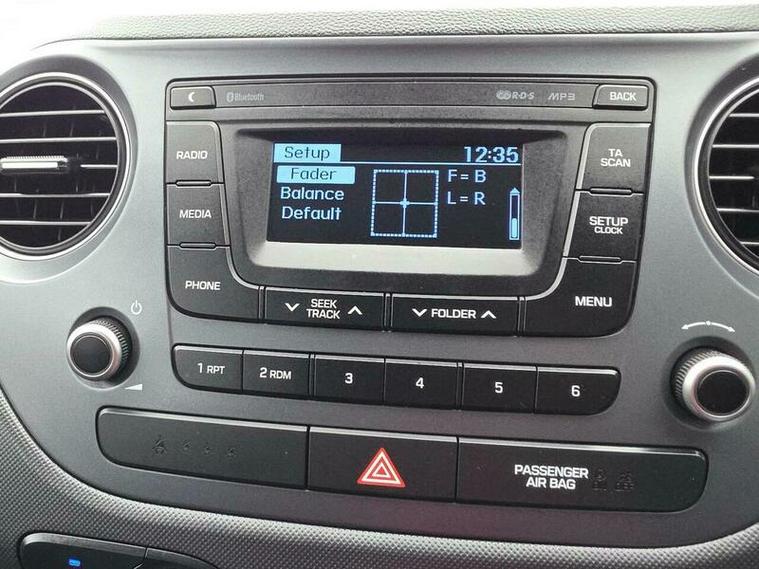 Bluetooth
R·D·S MP3
BACK
RADIO
MEDIA
PHONE
Setup 12:35
Fader F= B
Balance L= R
Default
TA
SCAN
SETUP
CLOCK
MENU
SEEK
TRACK
FOLDER
1 RPT
2 RDM
3
4
5
6
PASSENGER
AIR BAG